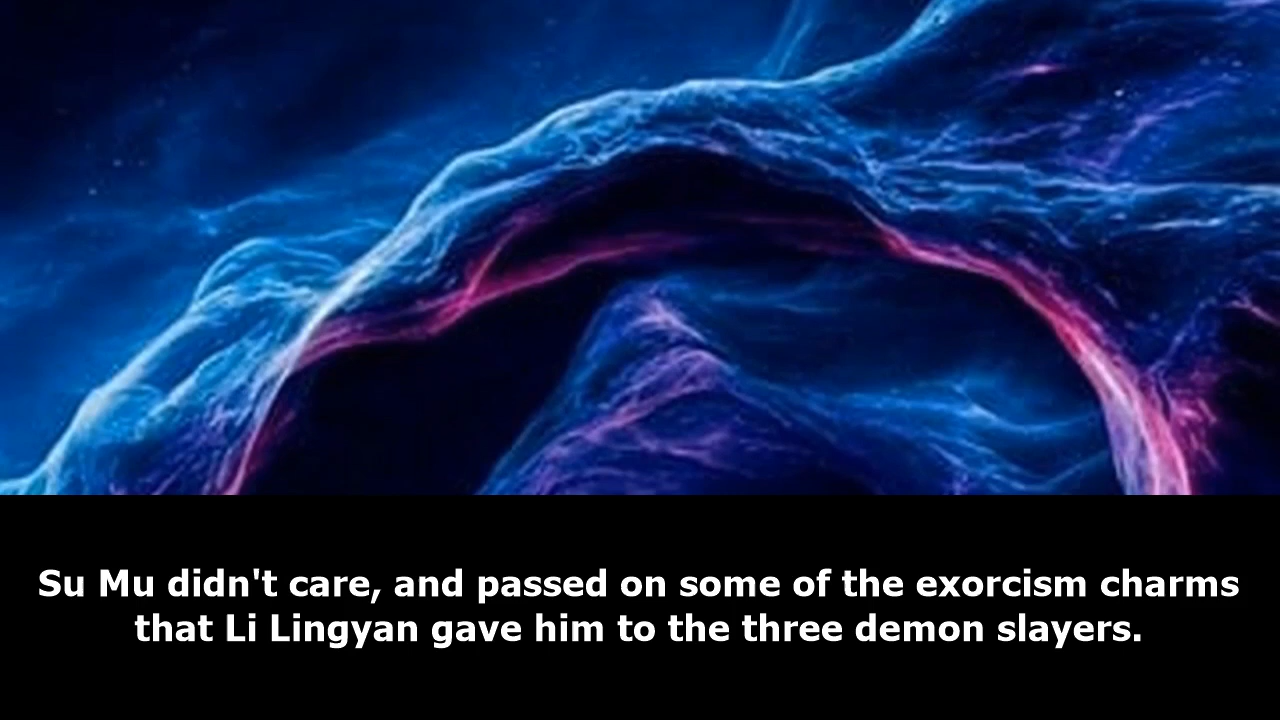 Su Mu didn't care, and passed on some of the exorcism charms
that Li Lingyan gave him to the three demon slayers.